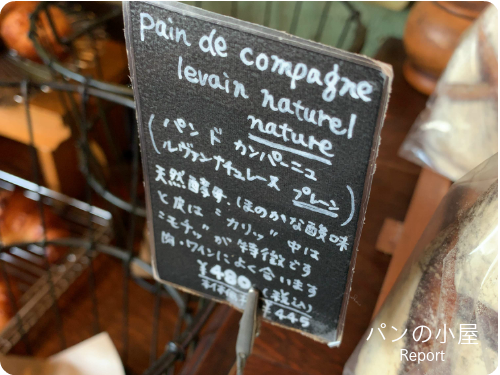 pain de compagne
levain naturel
nature
(パン ド カンパーニュ
ルヴァンナチュレース プレーン)
天然酵母、ほのかな酸味
と皮は"カリッ"中は
"モチッ"が特徴です
肉・ワインによく合います
¥480(税込)
¥445
パンの小屋
Report